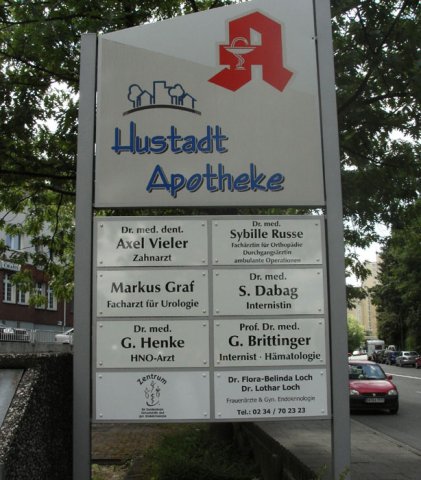 Hustadt
Apotheke
Dr. med. dent.
Axel Vieler
Zahnarzt
Dr. med.
Sybille Russe
Fachärztin für Orthopädie
Durchgangsärztin
ambulante Operationen
Markus Graf
Facharzt für Urologie
Dr. med.
S. Dabag
Internistin
Dr. med.
G. Henke
HNO-Arzt
Prof. Dr. med.
G. Brittinger
Internist · Hämatologie
Zentrum
Dr. Flora-Belinda Loch
Dr. Lothar Loch
Frauenärzte & Gyn. Endokrinologie
Tel.: 02 34 / 70 23 23